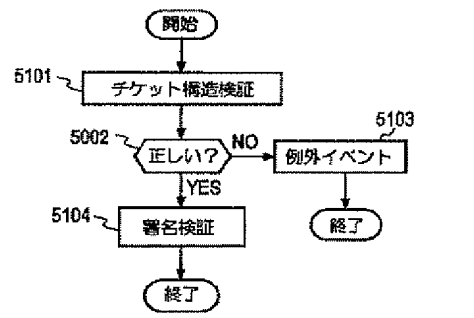 開始
5101
チケット構造検証
5002
正しい?
NO
5103
例外イベント
YES
終了
5104
署名検証
終了